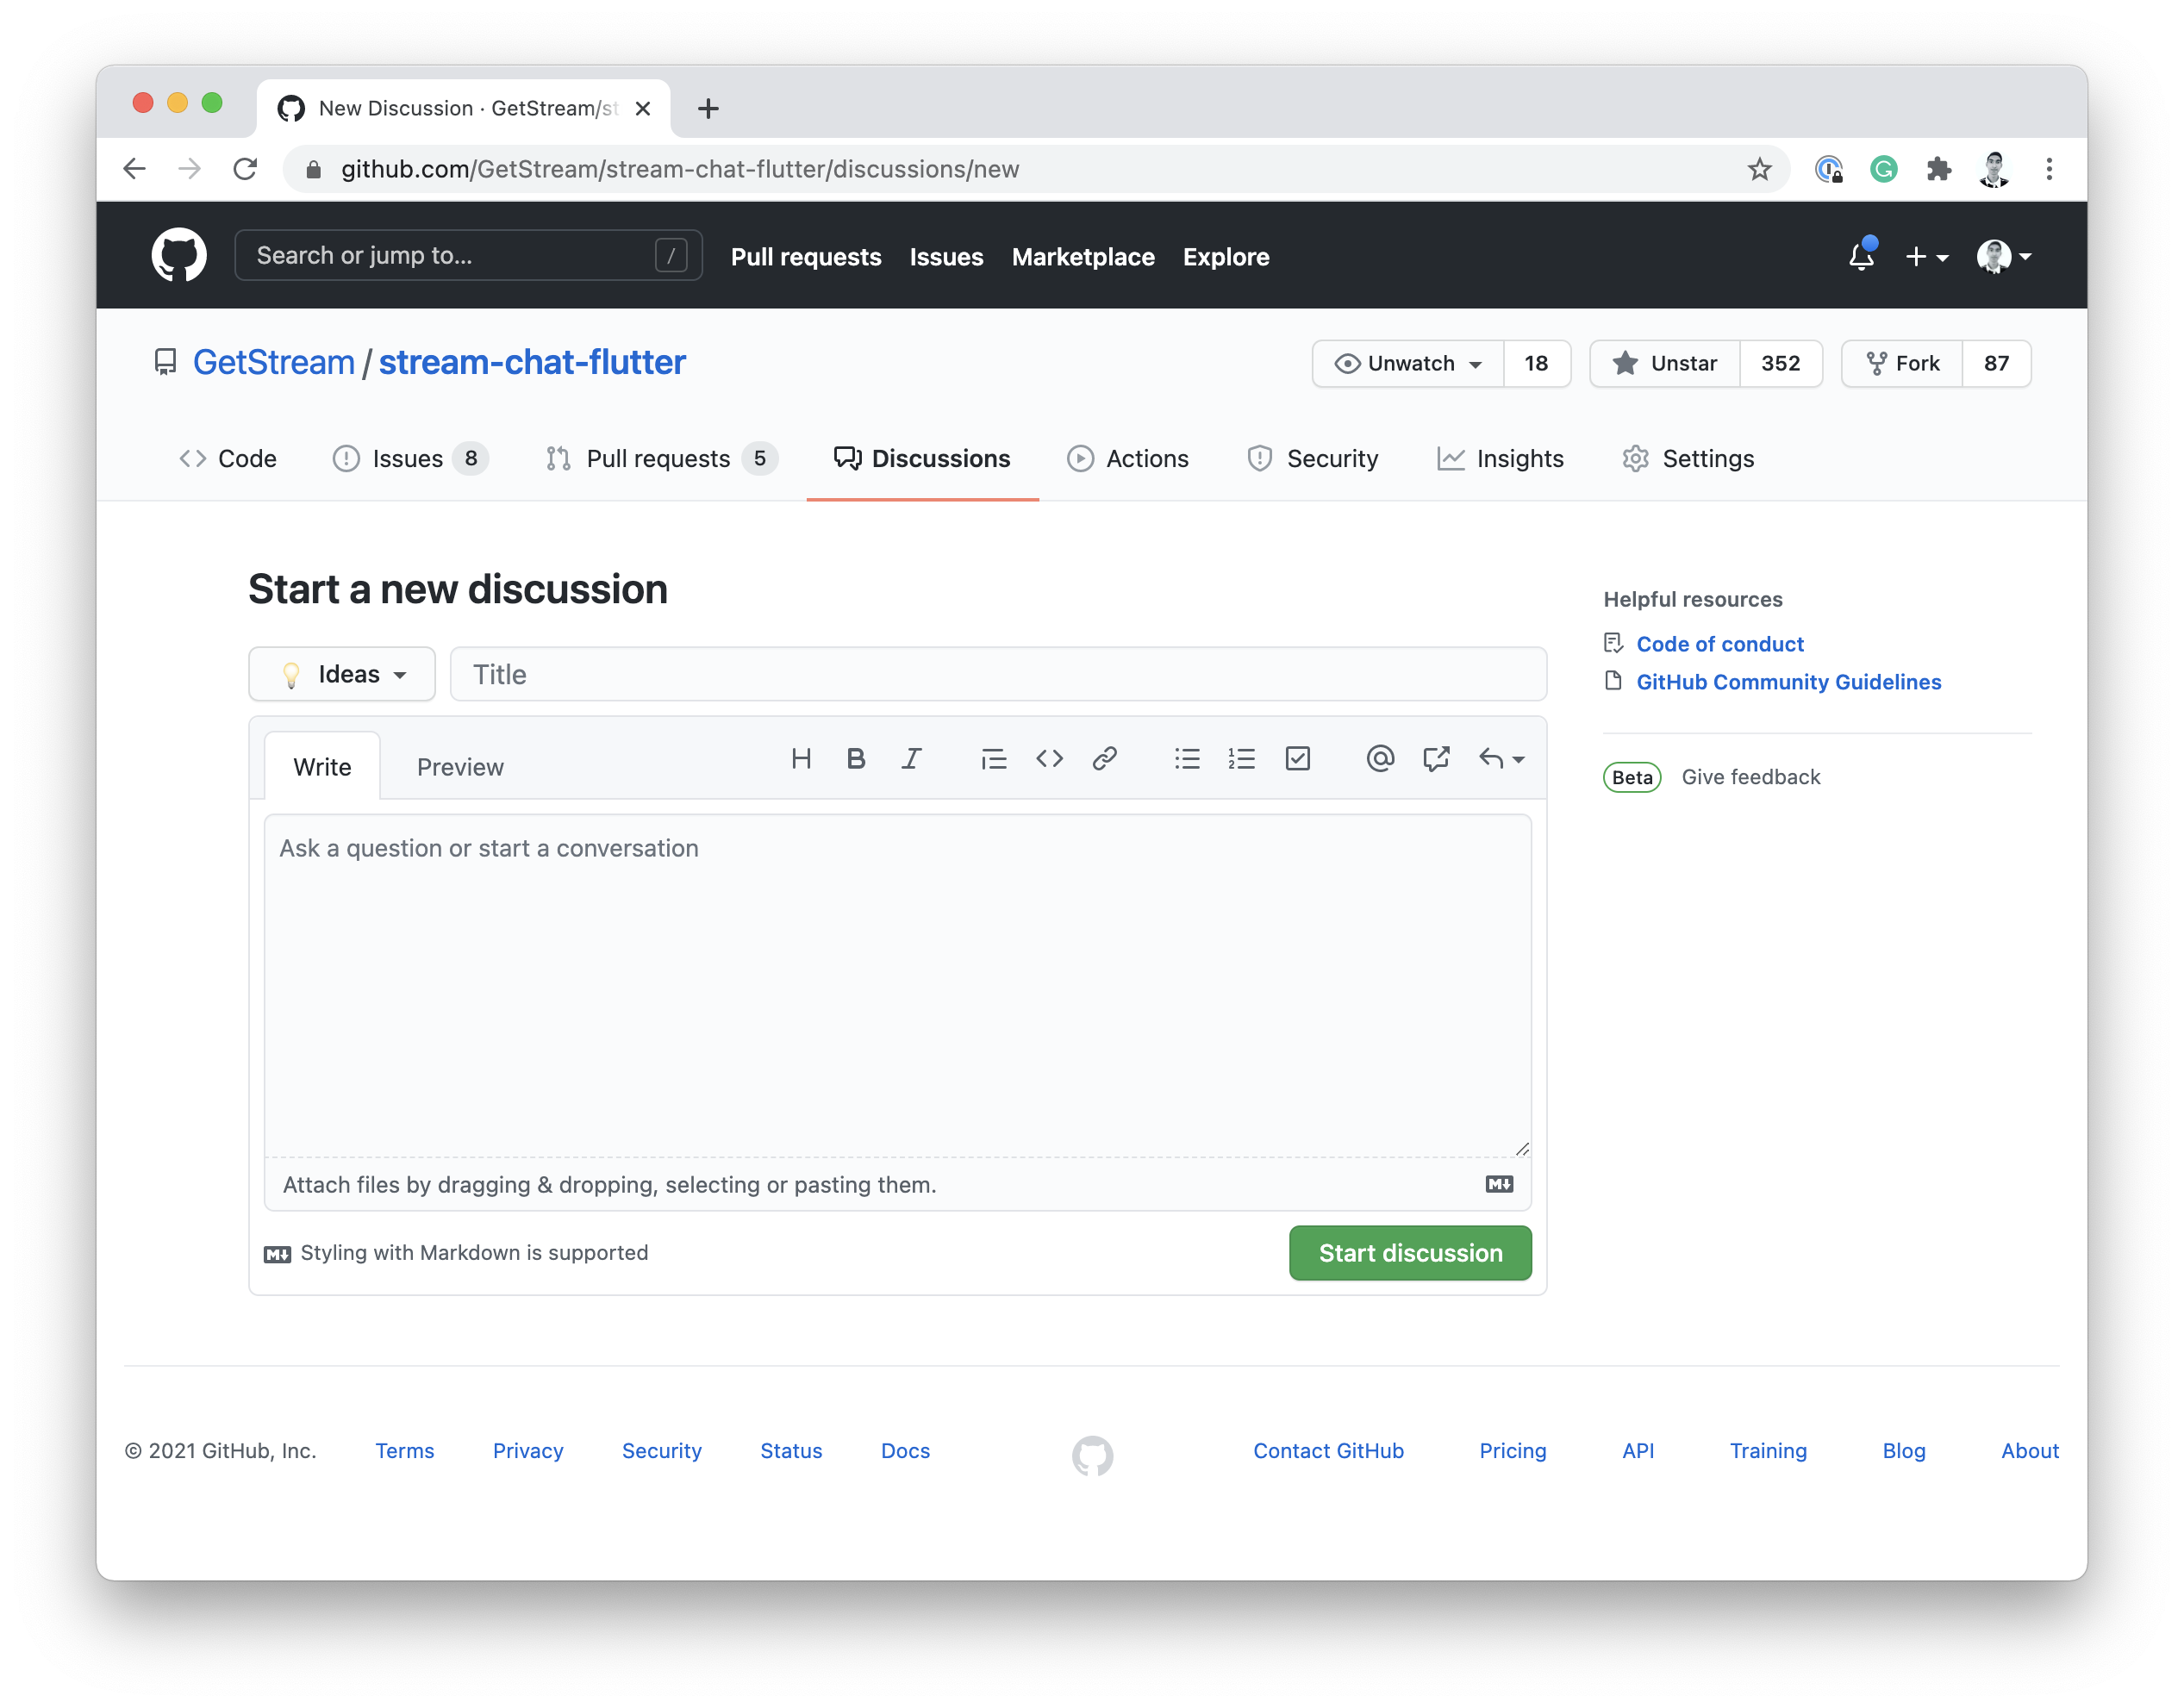 New Discussion · GetStream/st
github.com/GetStream/stream-chat-flutter/discussions/new
Search or jump to... / Pull requests Issues Marketplace Explore
GetStream / stream-chat-flutter Unwatch 18 Unstar 352 Fork 87
Code Issues 8 Pull requests 5 Discussions Actions Security Insights Settings
Start a new discussion
Ideas Title
Write Preview
Ask a question or start a conversation
Attach files by dragging & dropping, selecting or pasting them.
Styling with Markdown is supported Start discussion
Helpful resources
Code of conduct
GitHub Community Guidelines
Beta Give feedback
© 2021 GitHub, Inc. Terms Privacy Security Status Docs Contact GitHub Pricing API Training Blog About